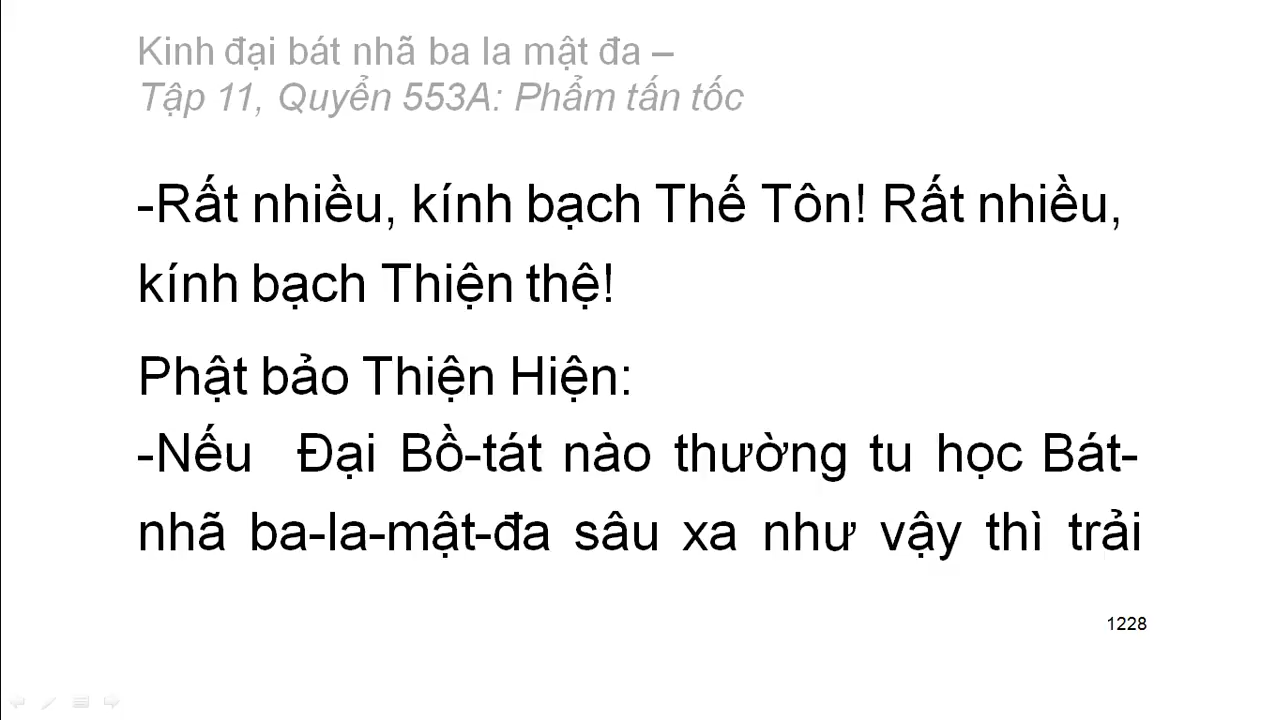 Kinh đại bát nhã ba la mật đa –
Tập 11, Quyển 553A: Phẩm tấn tốc
-Rất nhiều, kính bạch Thế Tôn! Rất nhiều,
kính bạch Thiện thệ!
Phật bảo Thiện Hiện:
-Nếu Đại Bồ-tát nào thường tu học Bát-
nhã ba-la-mật-đa sâu xa như vậy thì trải
1228